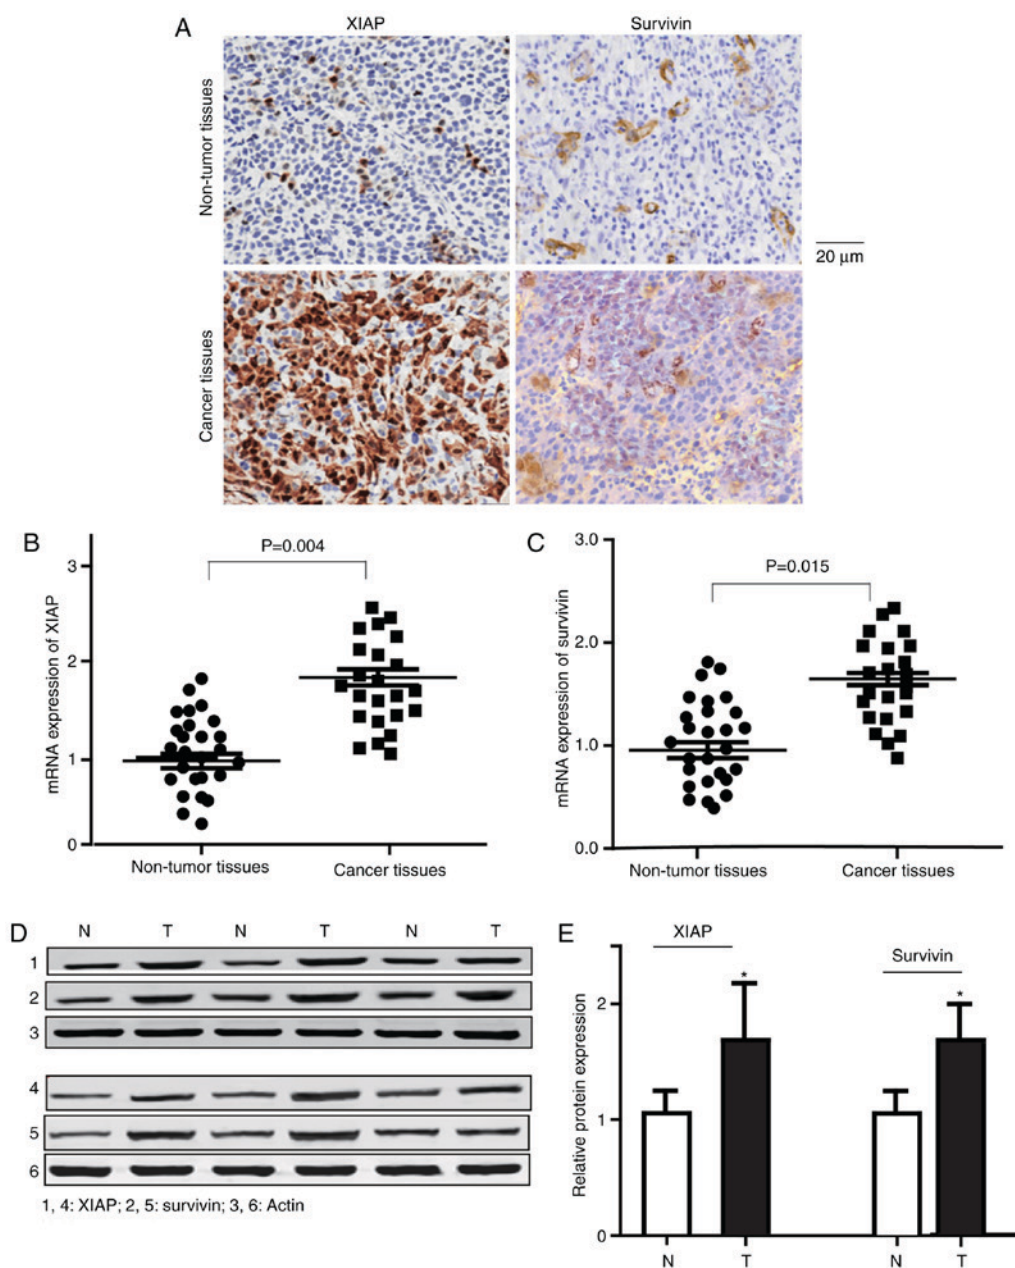 A
XIAP
Survivin
Non-tumor tissues
20 μm
Cancer tissues
B
P=0.004
mRNA expression of XIAP
3
2
1
0
Non-tumor tissues
Cancer tissues
C
P=0.015
mRNA expression of survivin
3.0
2.0
1.0
0.0
Non-tumor tissues
Cancer tissues
D
N T N T N T
1
2
3
4
5
6
1, 4: XIAP; 2, 5: survivin; 3, 6: Actin
E
XIAP
Survivin
* *
Relative protein expression
2
1
0
N T N T